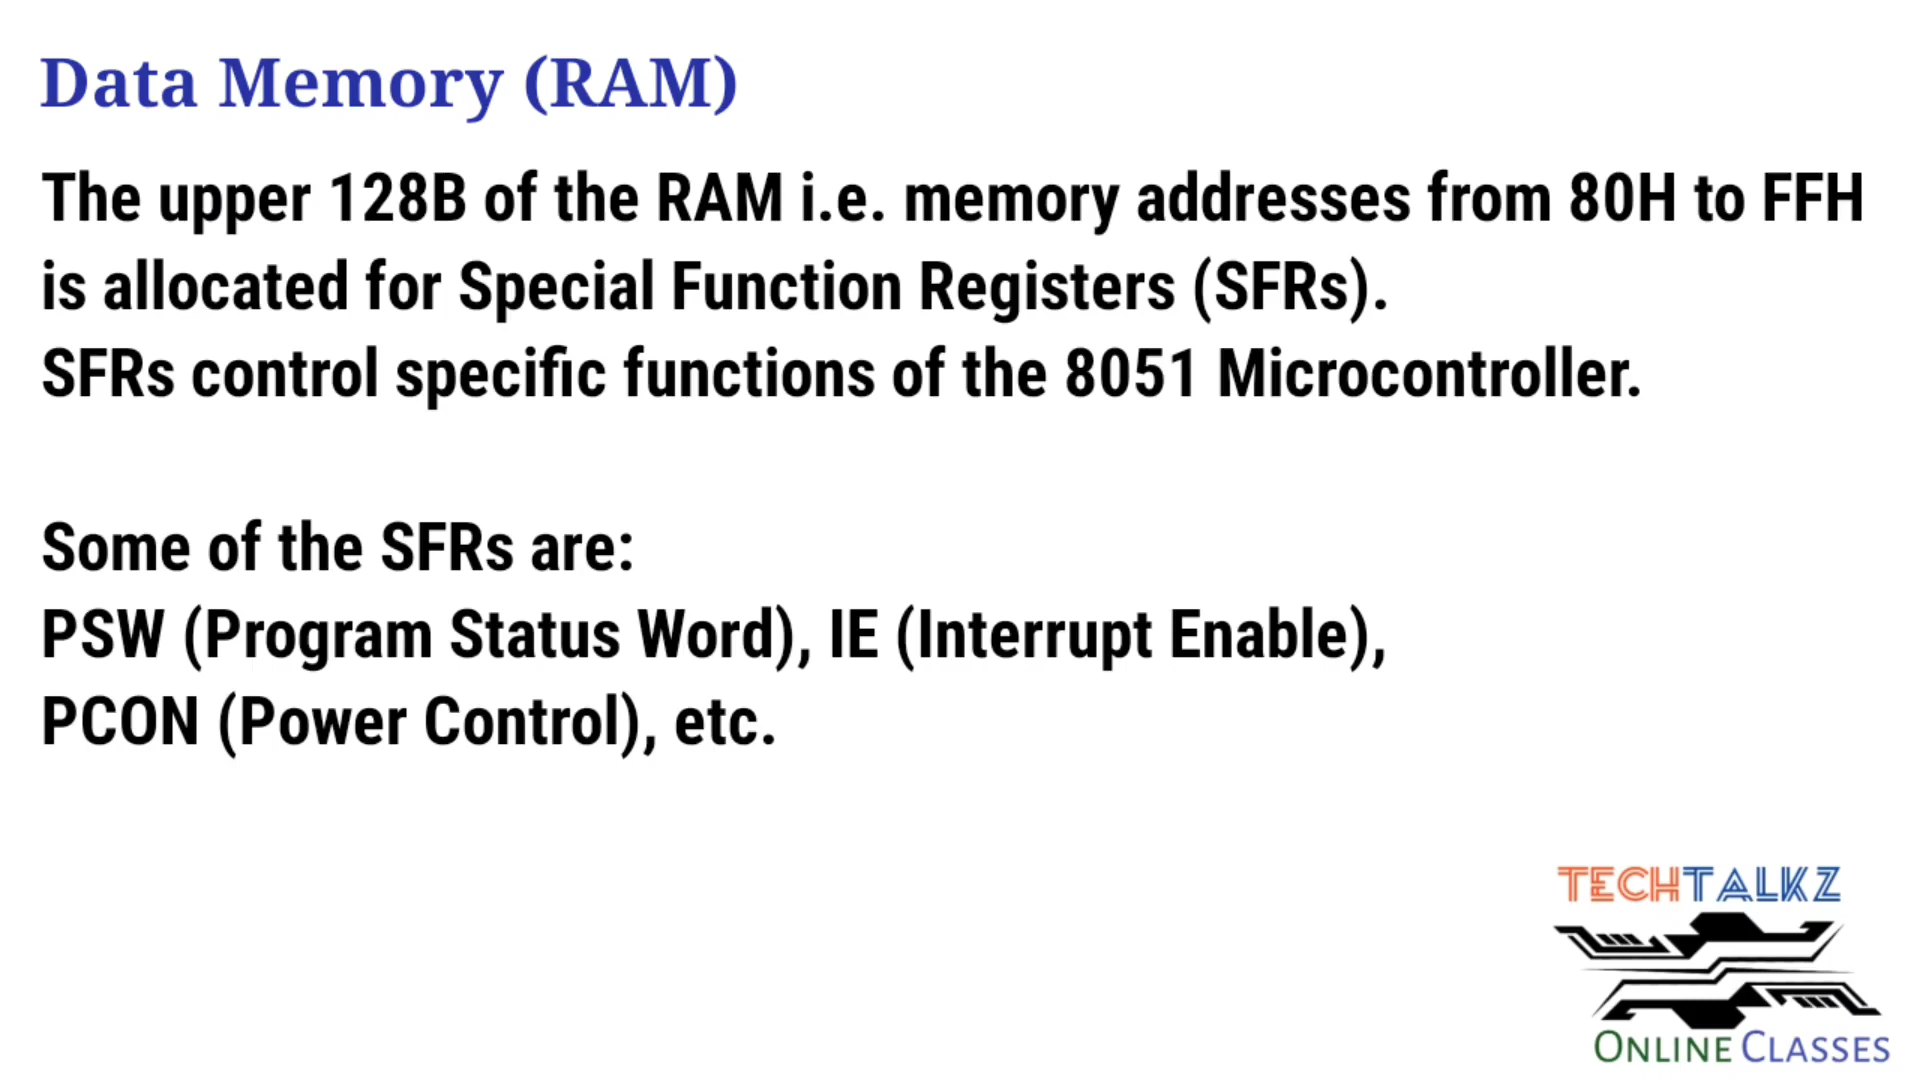 Data Memory (RAM)
The upper 128B of the RAM i.e. memory addresses from 80H to FFH
is allocated for Special Function Registers (SFRs).
SFRs control specific functions of the 8051 Microcontroller.
Some of the SFRs are:
PSW (Program Status Word), IE (Interrupt Enable),
PCON (Power Control), etc.
TECHTALKZ
ONLINE CLASSES